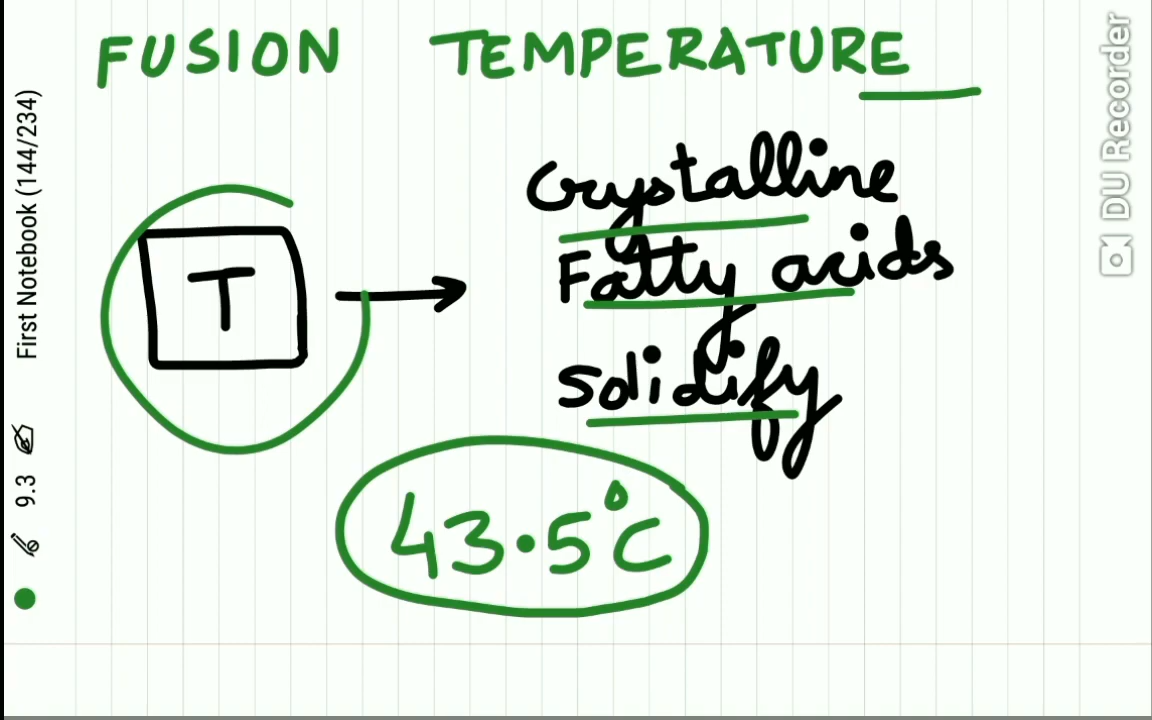 FUSION TEMPERATURE
T
Crystalline
Fatty acids
Solidify
43.5°C
First Notebook (144/234)
9.3
DU Recorder